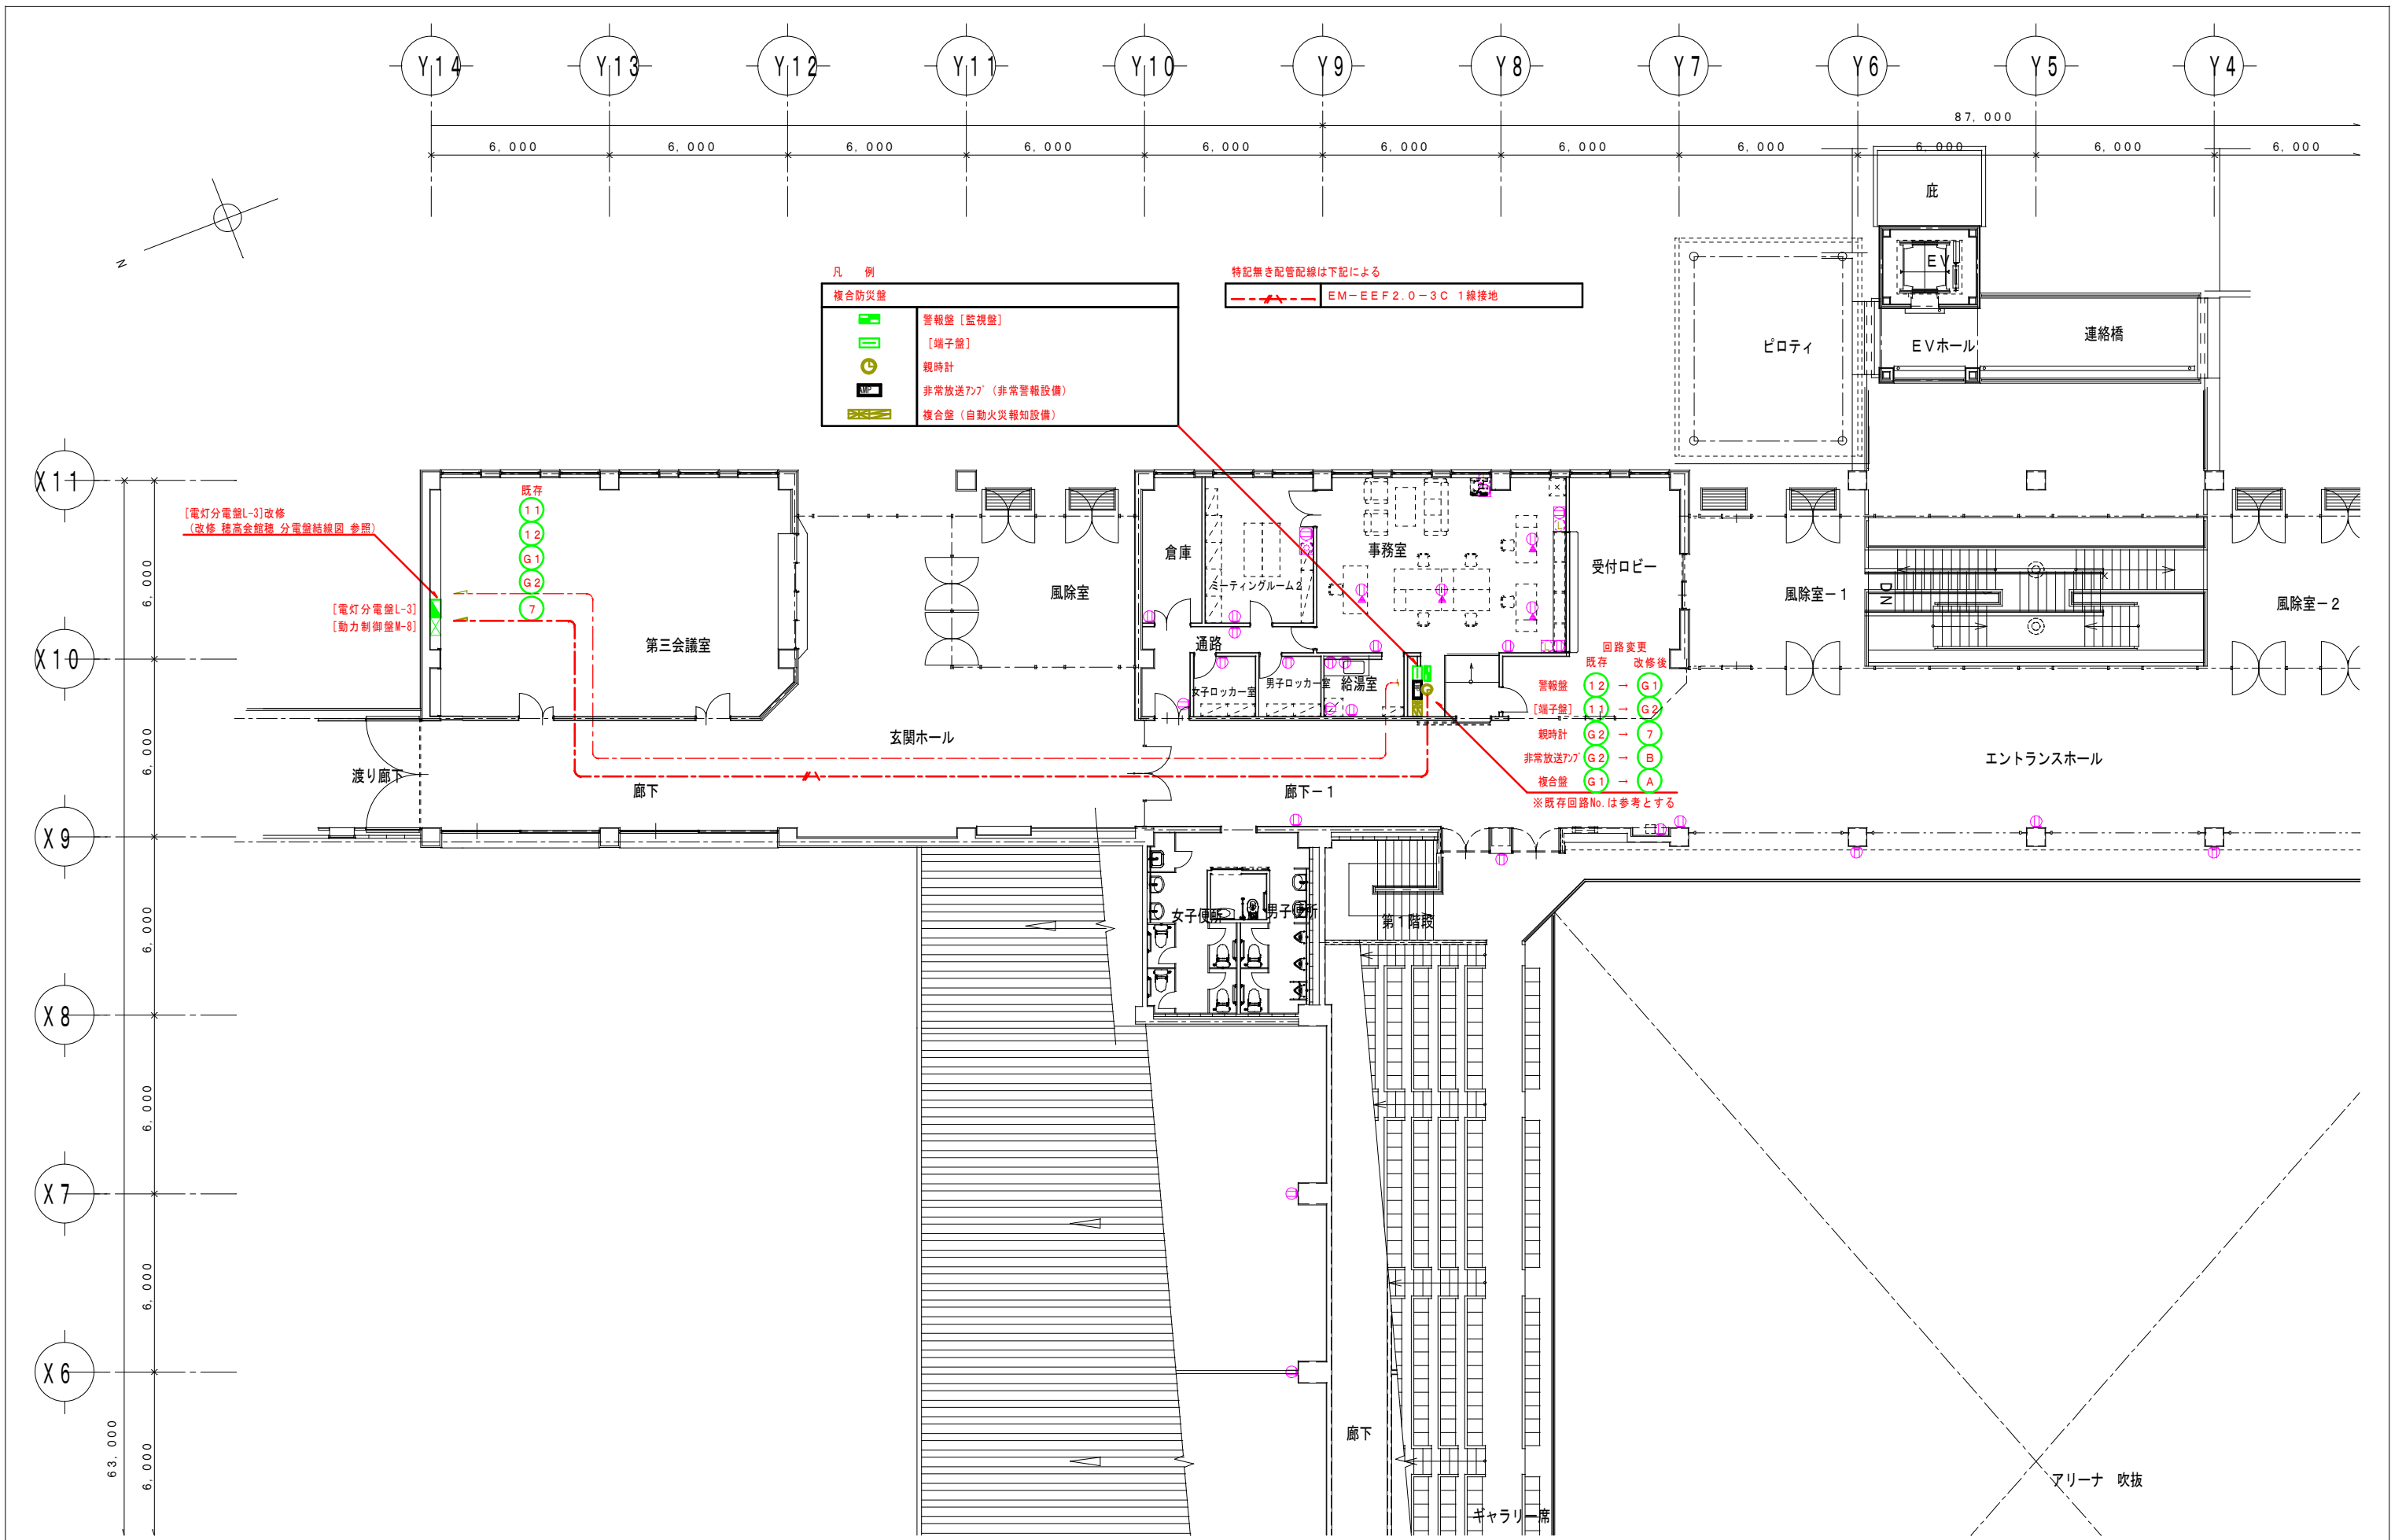 Y14 Y13 Y12 Y11 Y10 Y9 Y8 Y7 Y6 Y5 Y4
87,000
6,000 6,000 6,000 6,000 6,000 6,000 6,000 6,000 6,000 6,000 6,000
N
庇
EV
EVホール
連絡橋
ピロティ
凡 例
複合防災盤
警報盤［監視盤］
［端子盤］
親時計
AMP
非常放送ｱﾝﾌﾟ（非常警報設備）
複合盤（自動火災報知設備）
特記無き配管配線は下記による
EM－EEF2.0－3C 1線接地
X11
X10
X9
X8
X7
X6
6,000
6,000
6,000
6,000
6,000
6,000
63,000
[電灯分電盤L-3]改修
（改修 穂高会館穂 分電盤結線図 参照）
既存
11
12
G1
G2
7
[電灯分電盤L-3]
[動力制御盤M-8]
第三会議室
風除室
倉庫
ミーティングルーム2
事務室
受付ロビー
通路
女子ロッカー室
男子ロッカー室
給湯室
風除室－1
DN
風除室－2
回路変更
既存 改修後
警報盤 12 → G1
[端子盤] 11 → G2
親時計 G2 → 7
非常放送ｱﾝﾌﾟ G2 → B
複合盤 G1 → A
※既存回路No.は参考とする
玄関ホール
渡り廊下
廊下
廊下－1
エントランスホール
女子便所
男子便所
第1階段
廊下
ギャラリー席
アリーナ 吹抜